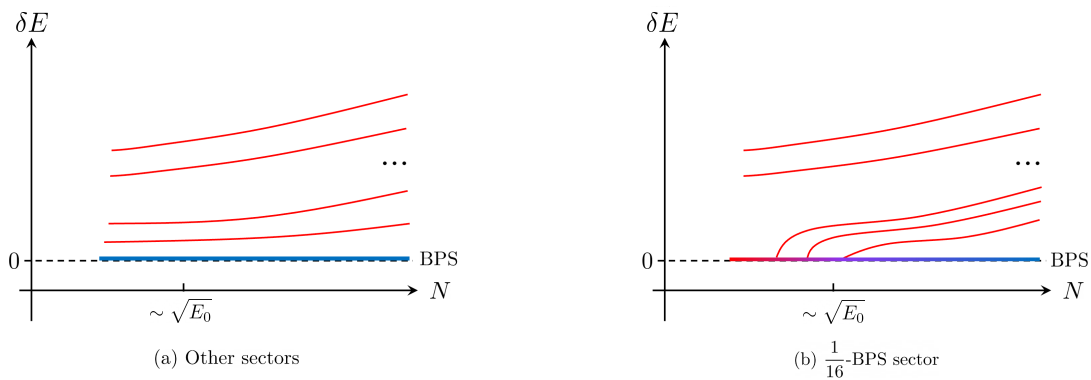 δE
0
BPS
N
∼ √E₀
...
(a) Other sectors
δE
0
BPS
N
∼ √E₀
...
(b) 1/16-BPS sector